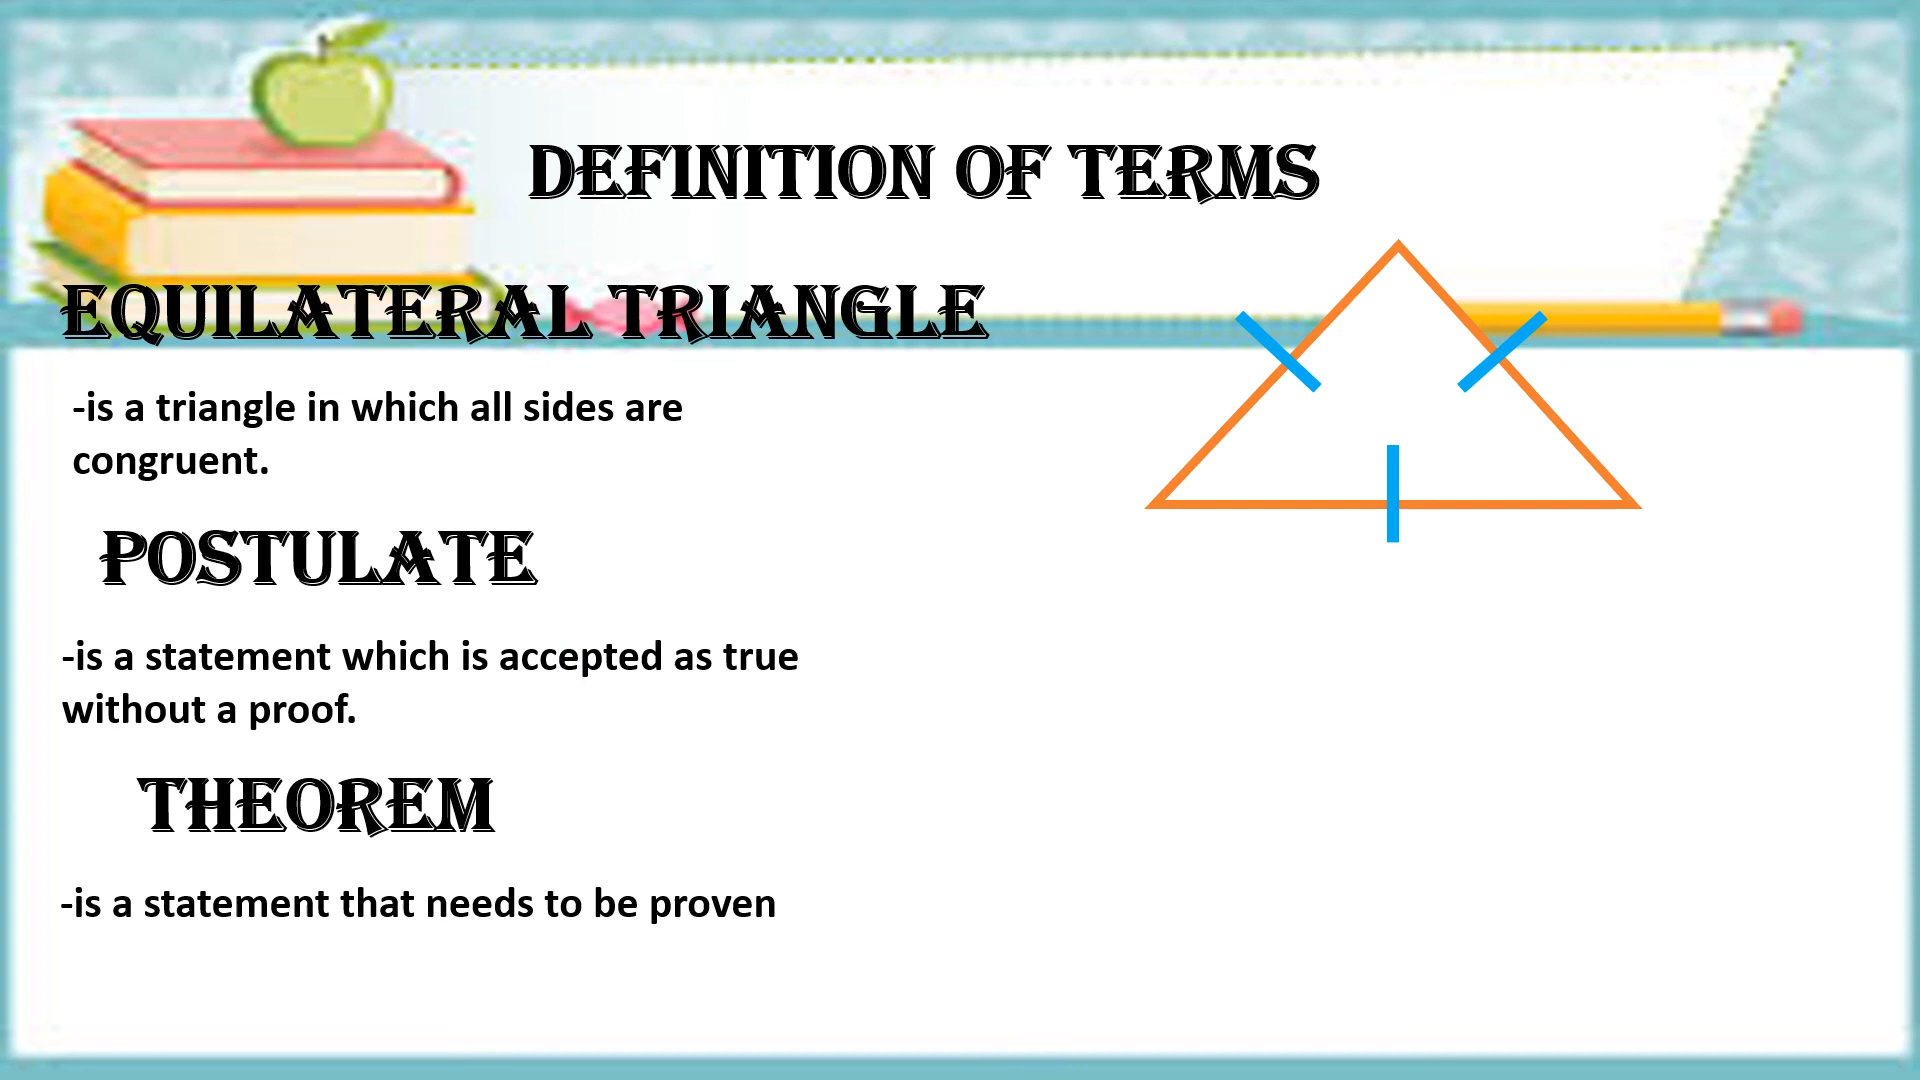 DEFINITION OF TERMS
EQUILATERAL TRIANGLE
-is a triangle in which all sides are
congruent.
POSTULATE
-is a statement which is accepted as true
without a proof.
THEOREM
-is a statement that needs to be proven